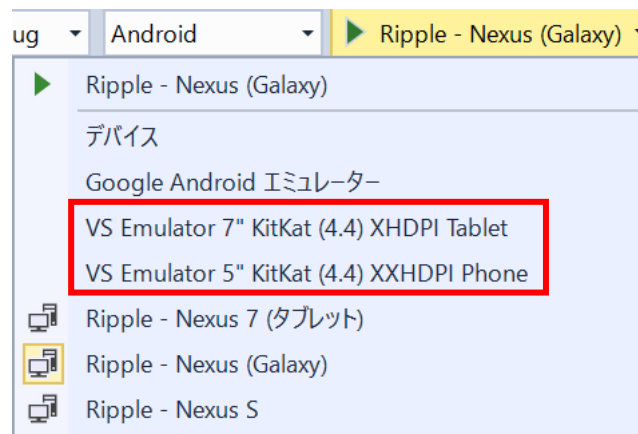 ug Android Ripple - Nexus (Galaxy)
Ripple - Nexus (Galaxy)
デバイス
Google Android エミュレーター
VS Emulator 7" KitKat (4.4) XHDPI Tablet
VS Emulator 5" KitKat (4.4) XXHDPI Phone
Ripple - Nexus 7 (タブレット)
Ripple - Nexus (Galaxy)
Ripple - Nexus S